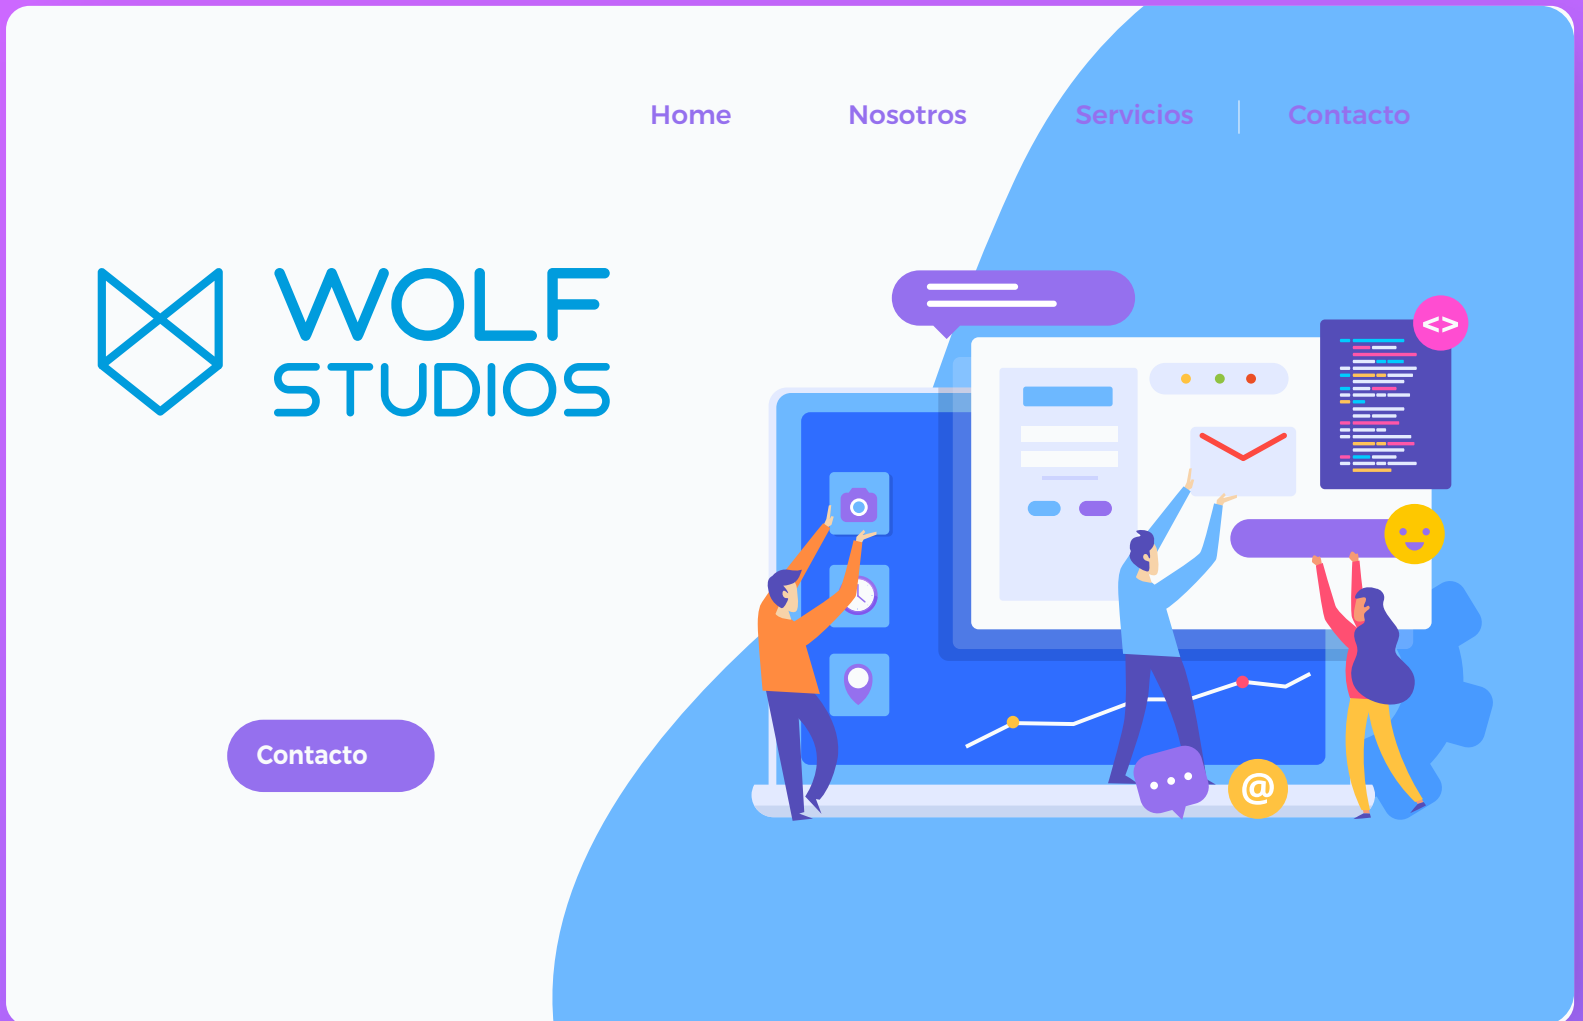 Home
Nosotros
Servicios
Contacto
WOLF
STUDIOS
<>
Contacto
@